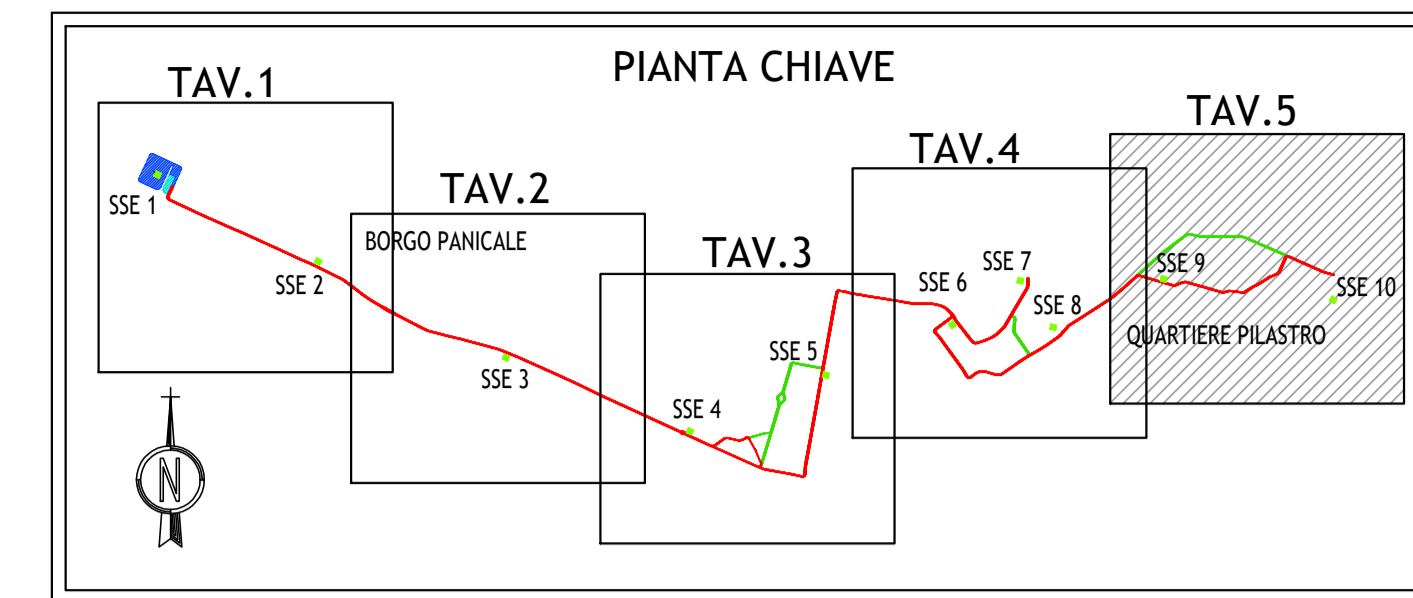 PIANTA CHIAVE
TAV.1
SSE 1
SSE 2
TAV.2
BORGO PANICALE
SSE 3
TAV.3
SSE 4
SSE 5
TAV.4
SSE 6
SSE 7
SSE 8
TAV.5
SSE 9
SSE 10
QUARTIERE PILASTRO
N